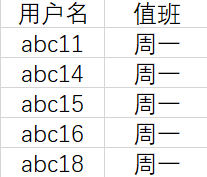 用户名 值班
abc11 周一
abc14 周一
abc15 周一
abc16 周一
abc18 周一